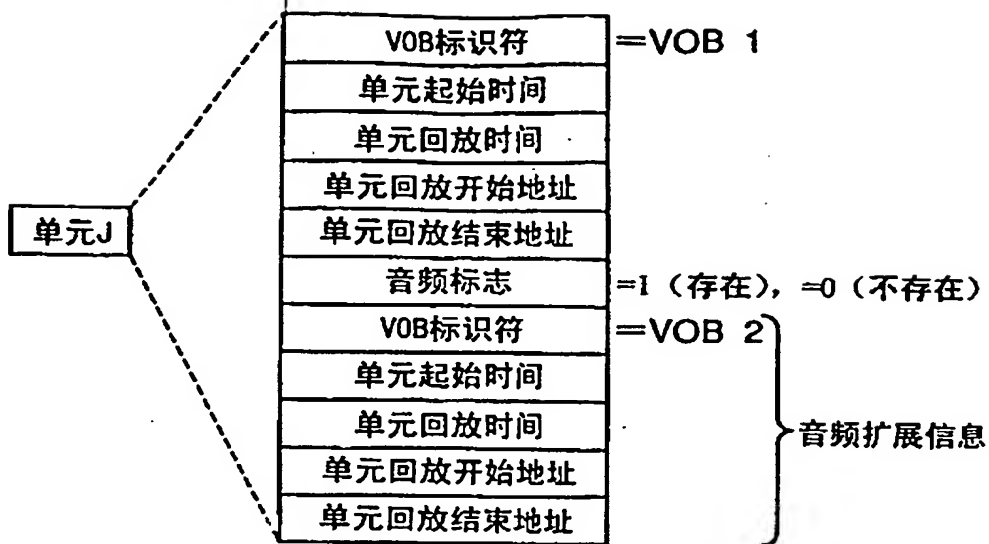 VOB标识符 =VOB 1
单元起始时间
单元回放时间
单元回放开始地址
单元J
单元回放结束地址
音频标志 =1（存在），=0（不存在）
VOB标识符 =VOB 2
单元起始时间
单元回放时间
音频扩展信息
单元回放开始地址
单元回放结束地址